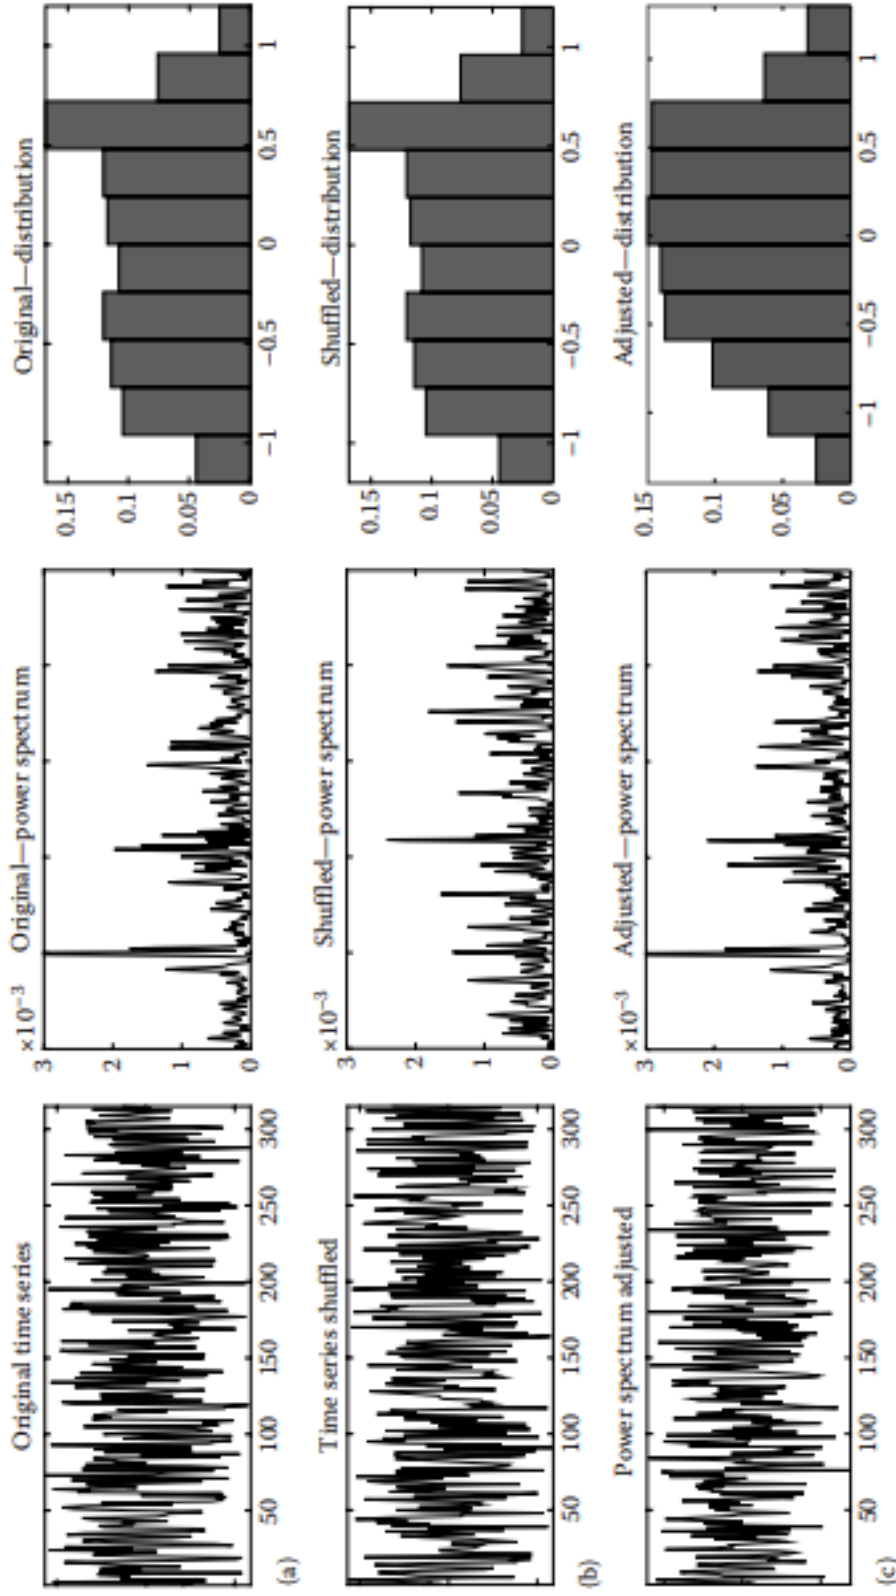 Original time series
50 100 150 200 250 300
(a)
×10−3 Original—power spectrum
3
2
1
0
Original—distribution
0.15
0.1
0.05
0
−1 −0.5 0 0.5 1
Time series shuffled
50 100 150 200 250 300
(b)
×10−3 Shuffled—power spectrum
3
2
1
0
Shuffled—distribution
0.15
0.1
0.05
0
−1 −0.5 0 0.5 1
Power spectrum adjusted
50 100 150 200 250 300
(c)
×10−3 Adjusted—power spectrum
3
2
1
0
Adjusted—distribution
0.15
0.1
0.05
0
−1 −0.5 0 0.5 1